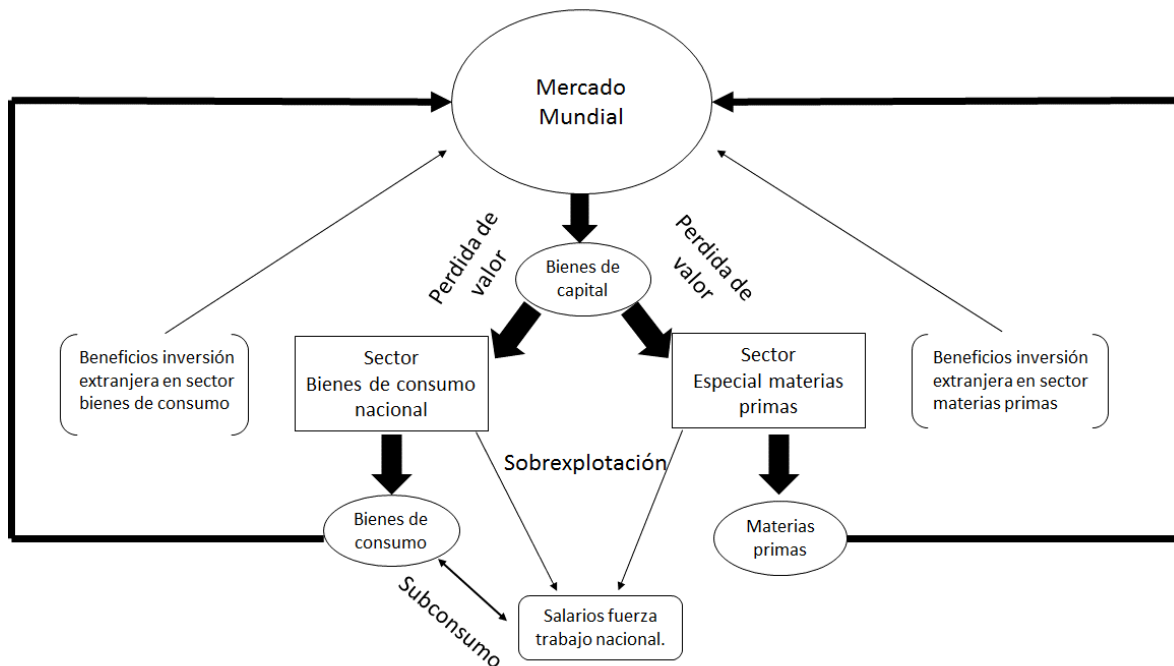 Mercado
Mundial
Perdida de
valor
Perdida de
valor
Bienes de
capital
Beneficios inversión
extranjera en sector
bienes de consumo
Sector
Bienes de consumo
nacional
Sector
Especial materias
primas
Beneficios inversión
extranjera en sector
materias primas
Sobrexplotación
Bienes de
consumo
Materias
primas
Subconsumo
Salarios fuerza
trabajo nacional.